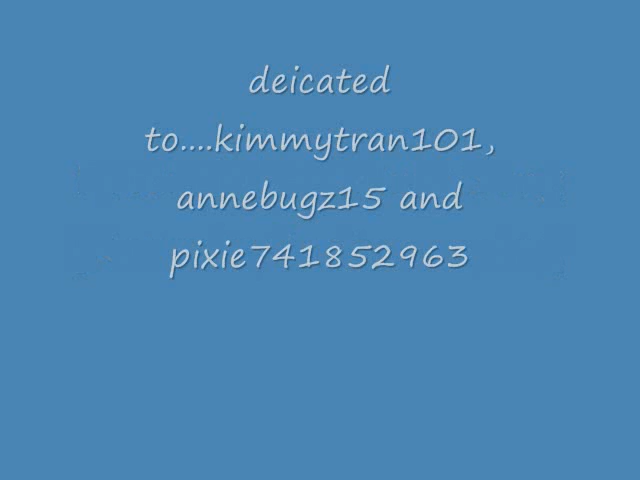 deicated
to....kimmytran101,
annebugz15 and
pixie741852963